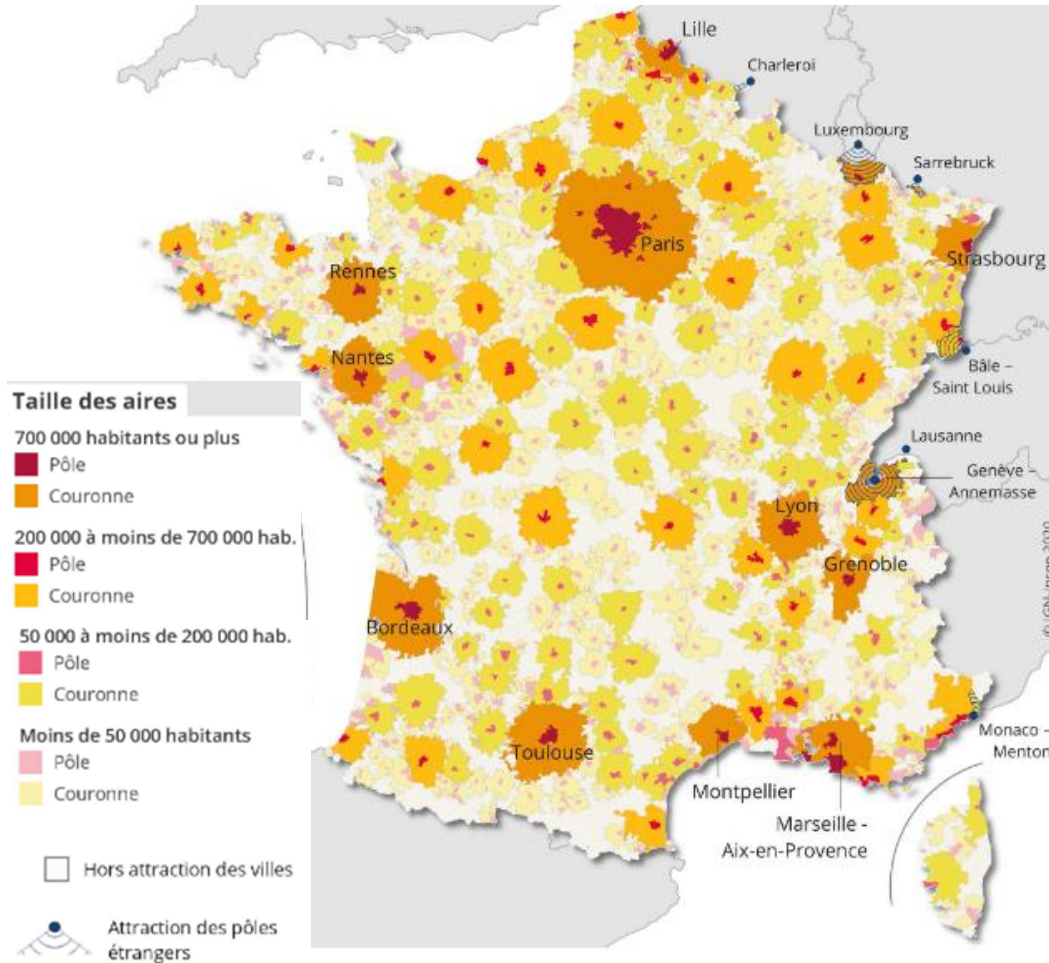 Lille
Charleroi
Luxembourg
Sarrebruck
Paris
Strasbourg
Rennes
Nantes
Bâle –
Saint Louis
Lausanne
Genève –
Annemasse
Lyon
Grenoble
Bordeaux
Toulouse
Montpellier
Marseille -
Aix-en-Provence
Monaco –
Menton
Taille des aires
700 000 habitants ou plus
Pôle
Couronne
200 000 à moins de 700 000 hab.
Pôle
Couronne
50 000 à moins de 200 000 hab.
Pôle
Couronne
Moins de 50 000 habitants
Pôle
Couronne
Hors attraction des villes
Attraction des pôles
étrangers